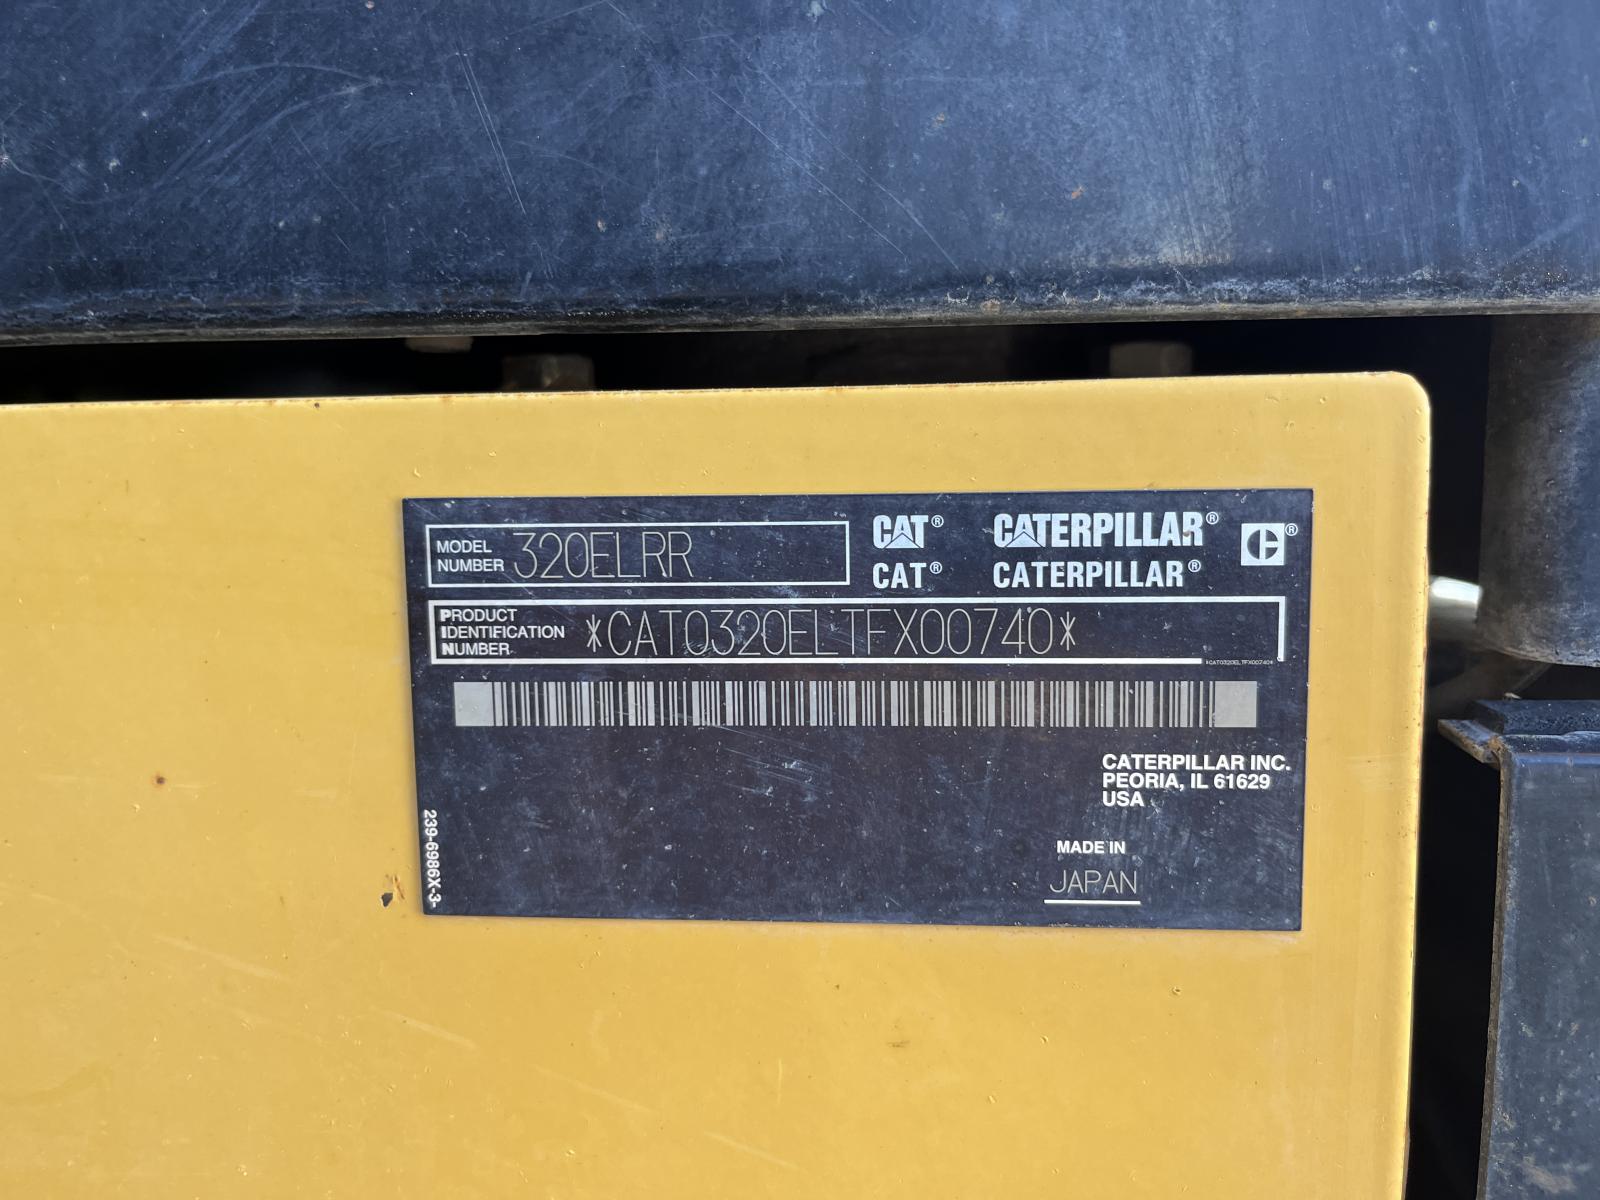 MODEL NUMBER 320ELRR
CAT® CATERPILLAR® C®
CAT® CATERPILLAR®
PRODUCT
IDENTIFICATION
NUMBER
*CAT0320ELTFX00740*
*CAT0320ELTFX00740*
CATERPILLAR INC.
PEORIA, IL 61629
USA
MADE IN
JAPAN
239-6986X-3-